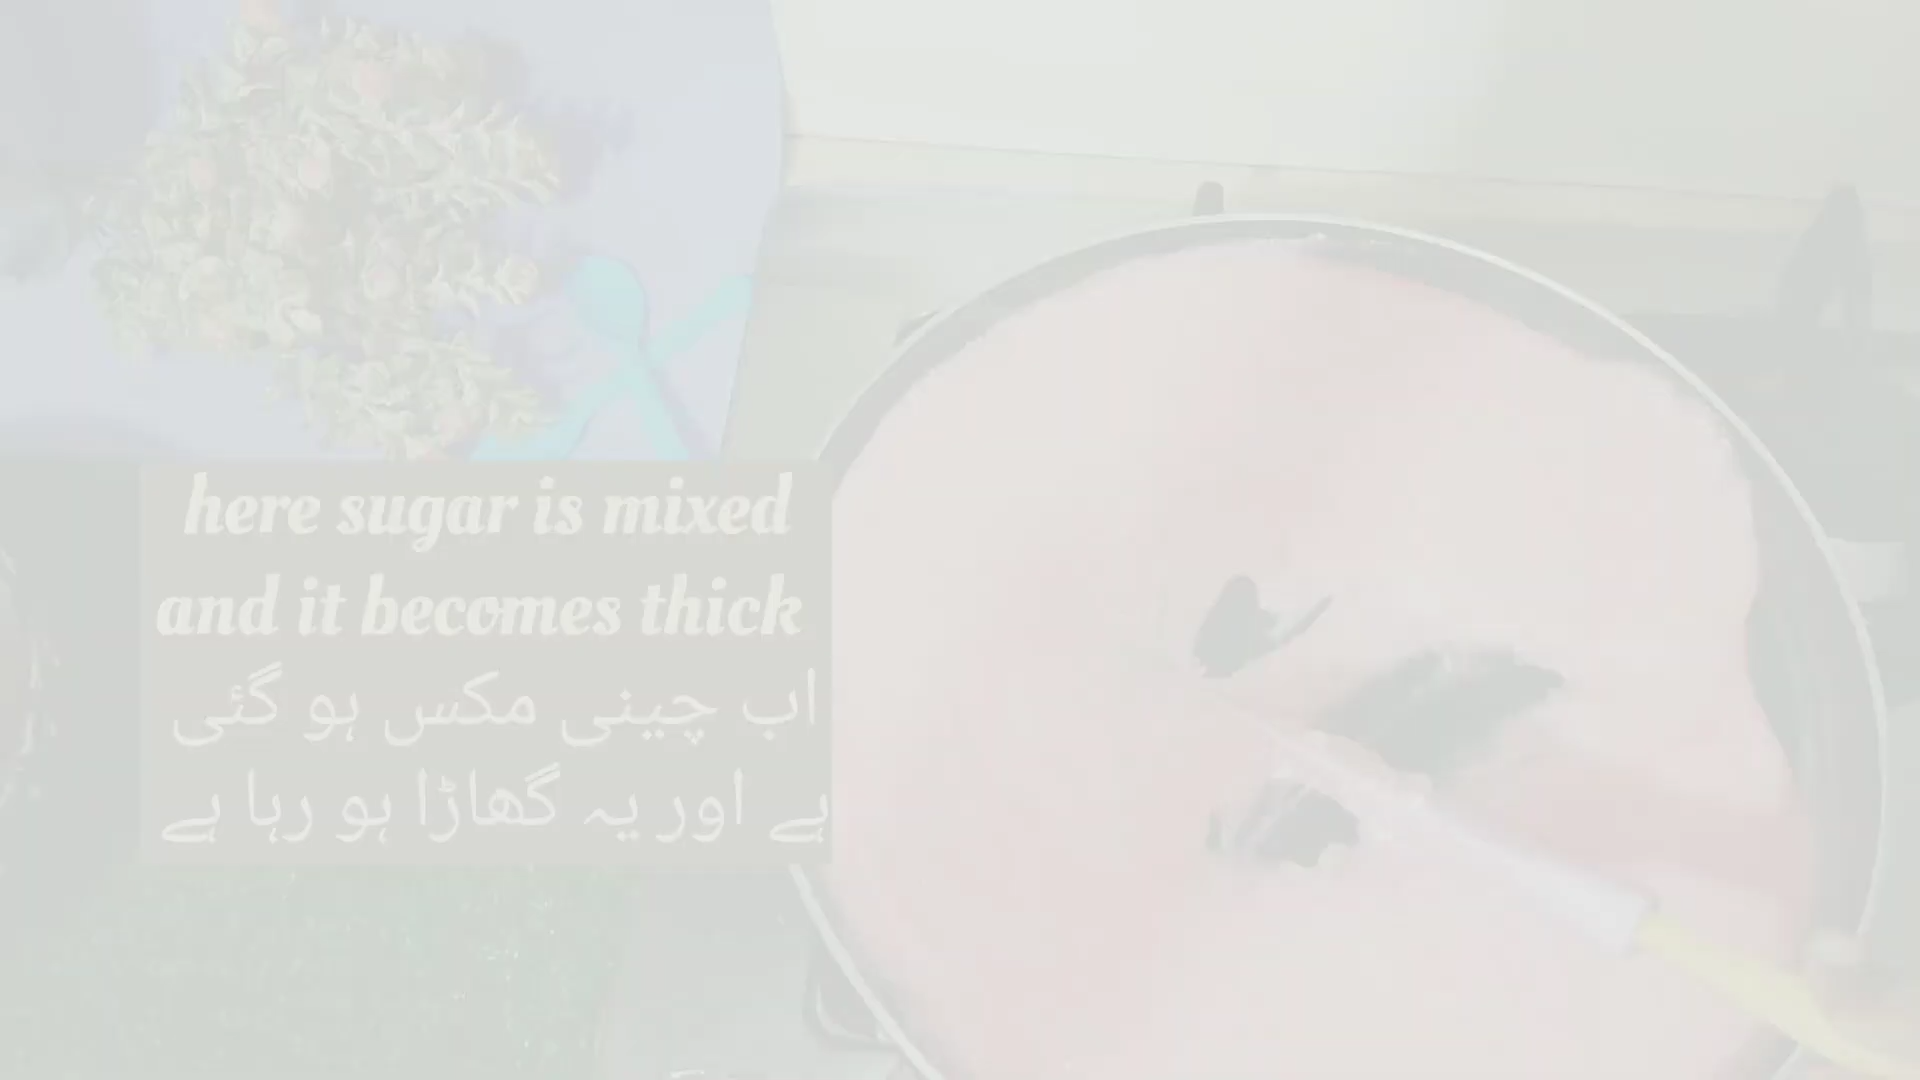 here sugar is mixed
and it becomes thick
اب چینی مکس ہو گئی
ہے اور یہ گھاڑا ہو رہا ہے